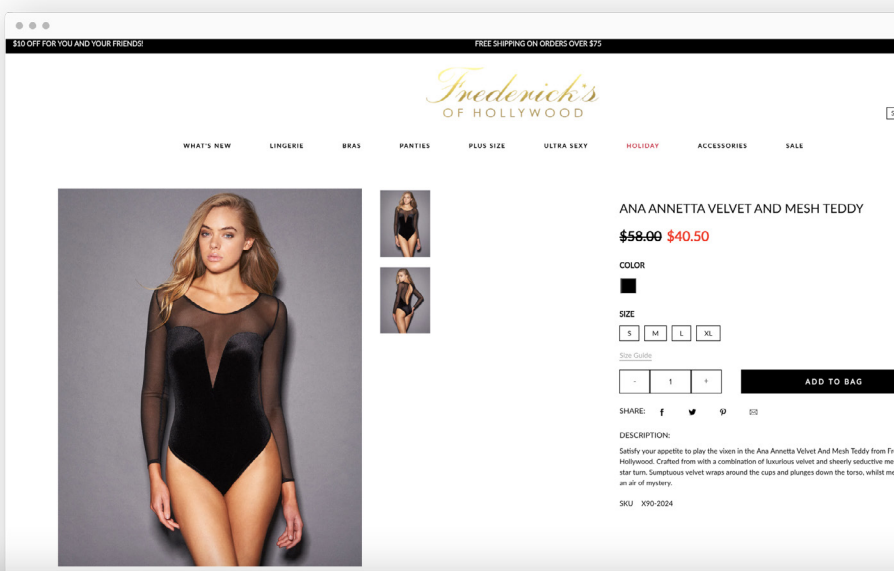 $10 OFF FOR YOU AND YOUR FRIENDS!
FREE SHIPPING ON ORDERS OVER $75
Frederick's
OF HOLLYWOOD
WHAT'S NEW LINGERIE BRAS PANTIES PLUS SIZE ULTRA SEXY HOLIDAY ACCESSORIES SALE
ANA ANNETTA VELVET AND MESH TEDDY
$58.00 $40.50
COLOR
SIZE
S M L XL
Size Guide
- 1 +
ADD TO BAG
SHARE:
DESCRIPTION:
Satisfy your appetite to play the vixen in the Ana Annetta Velvet And Mesh Teddy from
Hollywood. Crafted from with a combination of luxurious velvet and sheerly seductive
star turn. Sumptuous velvet wraps around the cups and plunges down the torso, whilst
an air of mystery.
SKU X90-2024